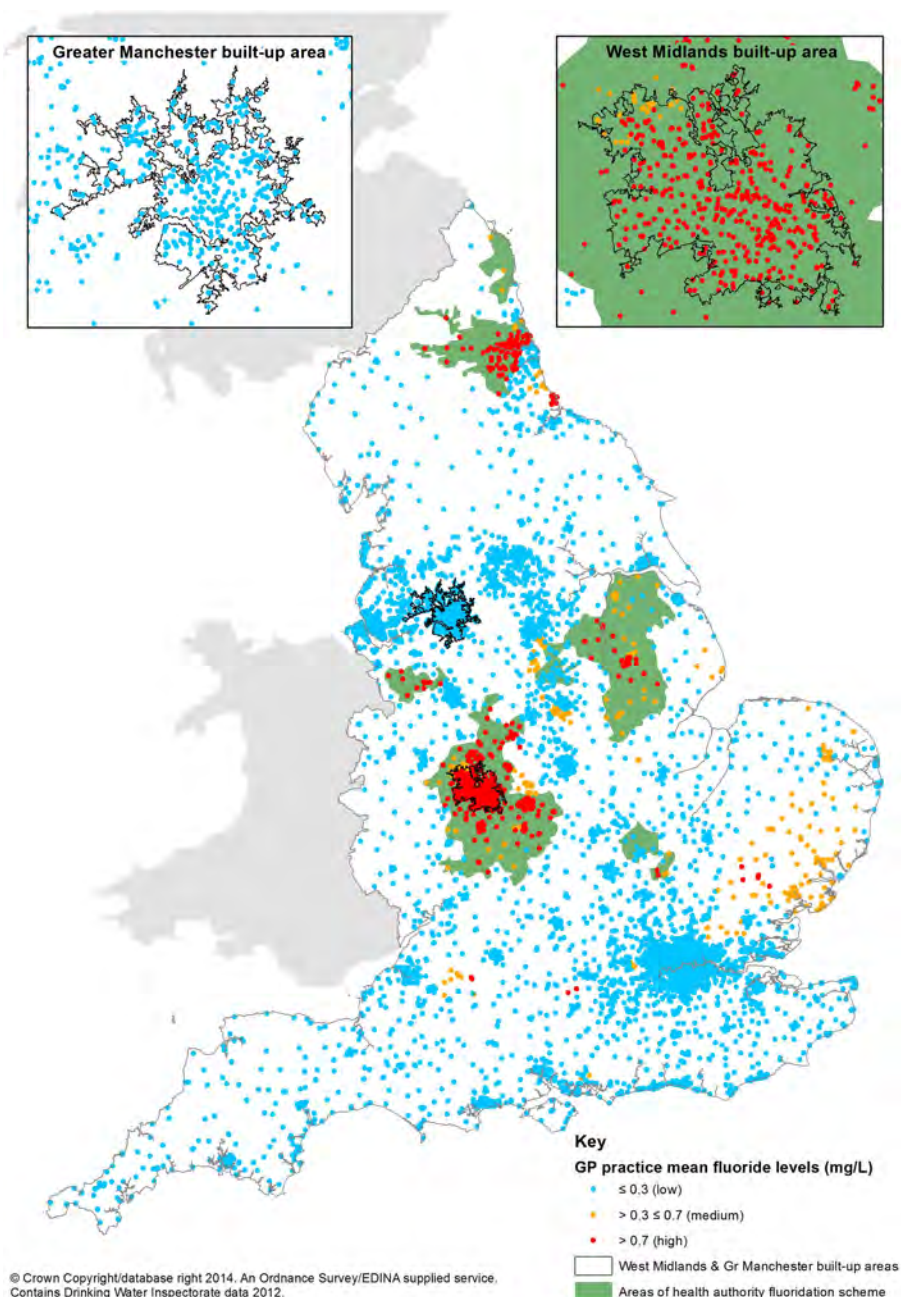 Greater Manchester built-up area
West Midlands built-up area
Key
GP practice mean fluoride levels (mg/L)
≤ 0.3 (low)
> 0.3 ≤ 0.7 (medium)
> 0.7 (high)
West Midlands & Gr Manchester built-up areas
Areas of health authority fluoridation scheme
© Crown Copyright/database right 2014. An Ordnance Survey/EDINA supplied service.
Contains Drinking Water Inspectorate data 2012.